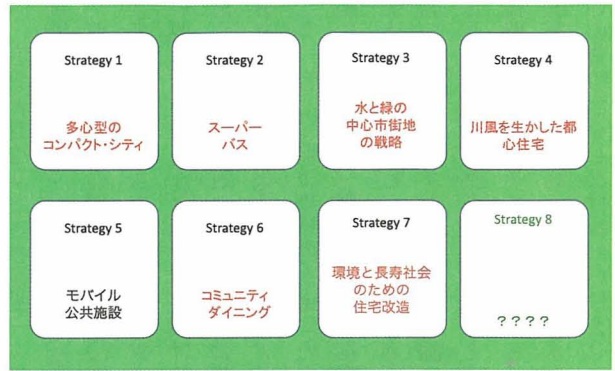 Strategy 1
多心型の
コンパクト・シティ
Strategy 2
スーパー
バス
Strategy 3
水と緑の
中心市街地
の戦略
Strategy 4
川風を生かした都
心住宅
Strategy 5
モバイル
公共施設
Strategy 6
コミュニティ
ダイニング
Strategy 7
環境と長寿社会
のための
住宅改造
Strategy 8
？？？？